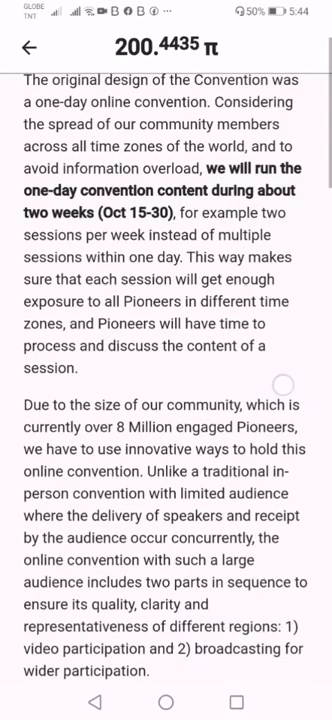 GLOBE
TNT
50% 5:44
200.4435 π
The original design of the Convention was
a one-day online convention. Considering
the spread of our community members
across all time zones of the world, and to
avoid information overload, we will run the
one-day convention content during about
two weeks (Oct 15-30), for example two
sessions per week instead of multiple
sessions within one day. This way makes
sure that each session will get enough
exposure to all Pioneers in different time
zones, and Pioneers will have time to
process and discuss the content of a
session.
Due to the size of our community, which is
currently over 8 Million engaged Pioneers,
we have to use innovative ways to hold this
online convention. Unlike a traditional in-
person convention with limited audience
where the delivery of speakers and receipt
by the audience occur concurrently, the
online convention with such a large
audience includes two parts in sequence to
ensure its quality, clarity and
representativeness of different regions: 1)
video participation and 2) broadcasting for
wider participation.